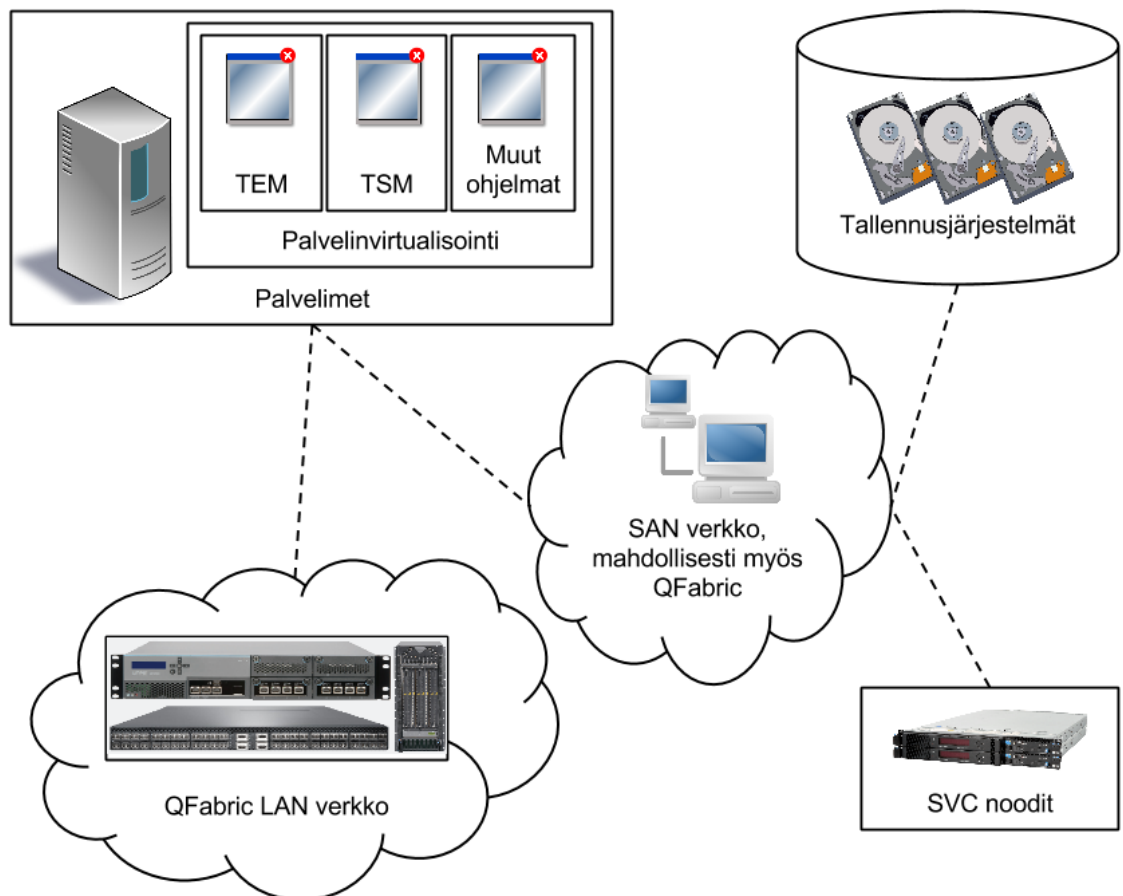 TEM
TSM
Muut
ohjelmat
Palvelinvirtualisointi
Palvelimet
Tallennusjärjestelmät
SAN verkko,
mahdollisesti myös
QFabric
QFabric LAN verkko
SVC noodit